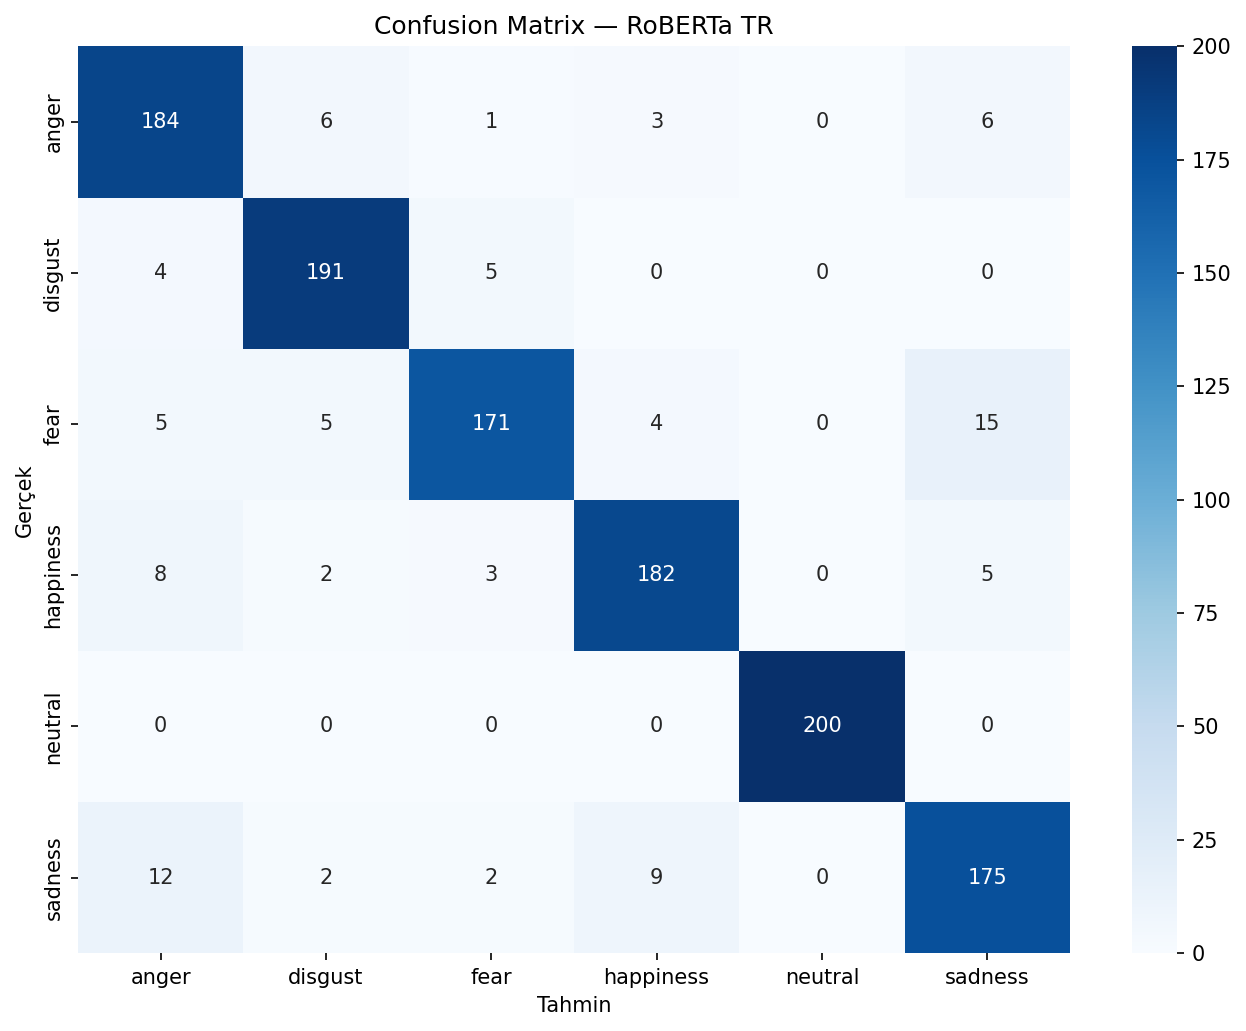 Confusion Matrix — RoBERTa TR
anger 184 6 1 3 0 6
disgust 4 191 5 0 0 0
fear 5 5 171 4 0 15
happiness 8 2 3 182 0 5
neutral 0 0 0 0 200 0
sadness 12 2 2 9 0 175
Gerçek
anger disgust fear happiness neutral sadness
Tahmin
200
175
150
125
100
75
50
25
0